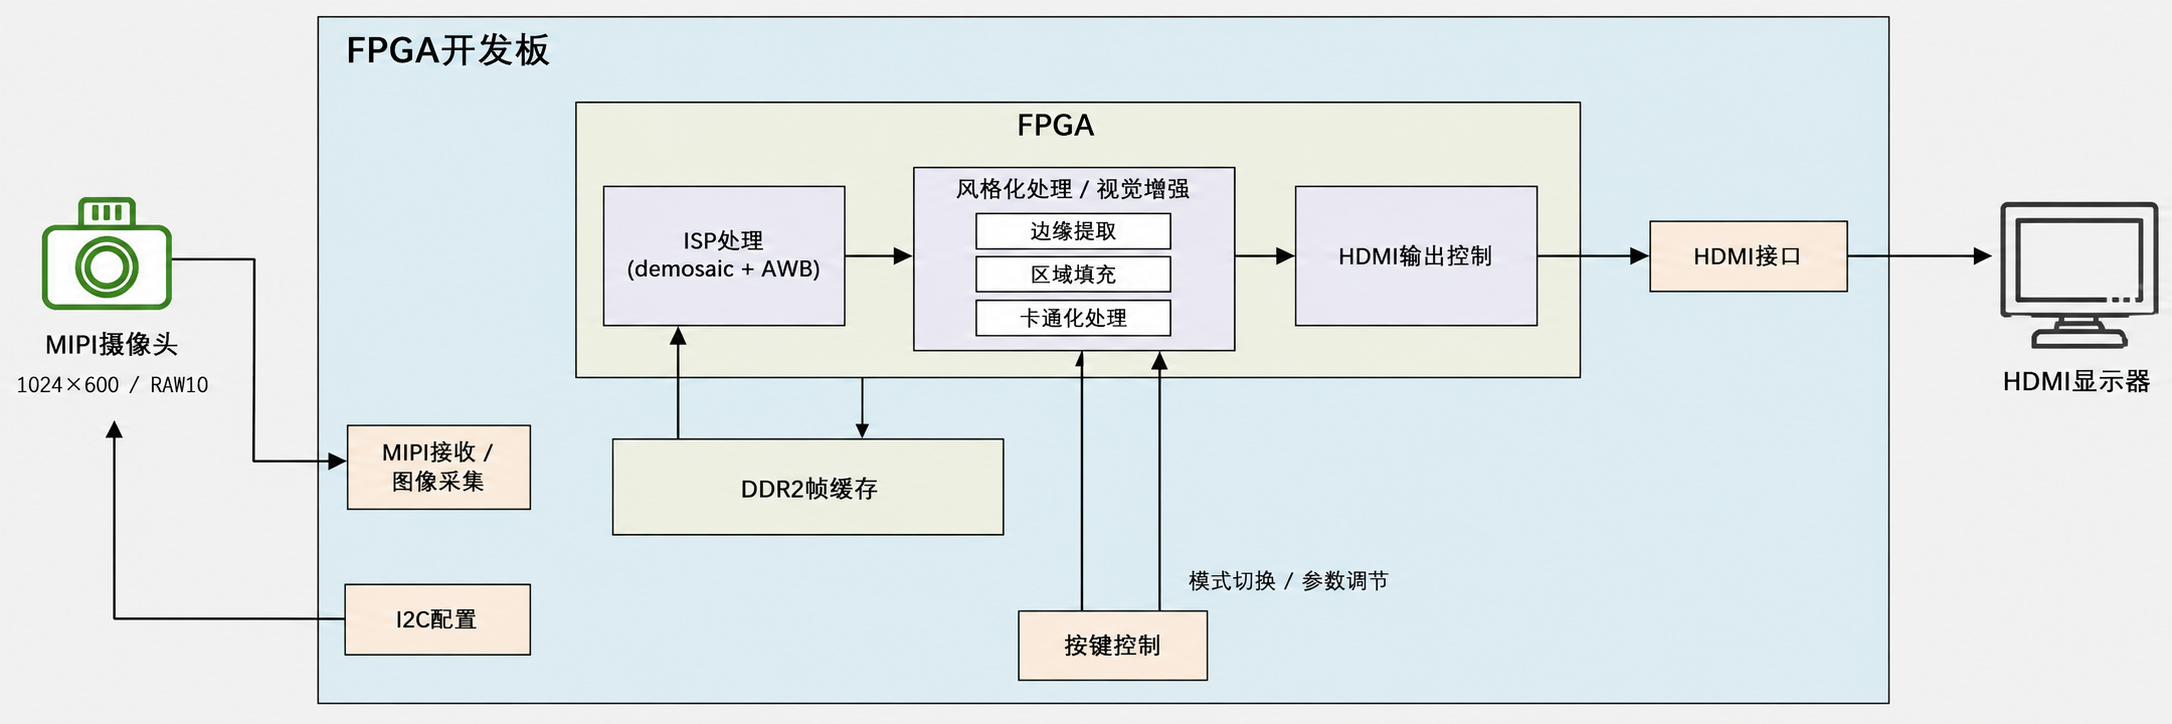 FPGA开发板
FPGA
ISP处理
(demosaic + AWB)
风格化处理 / 视觉增强
边缘提取
区域填充
卡通化处理
HDMI输出控制
HDMI接口
MIPI摄像头
1024×600 / RAW10
HDMI显示器
MIPI接收 /
图像采集
DDR2帧缓存
I2C配置
模式切换 / 参数调节
按键控制